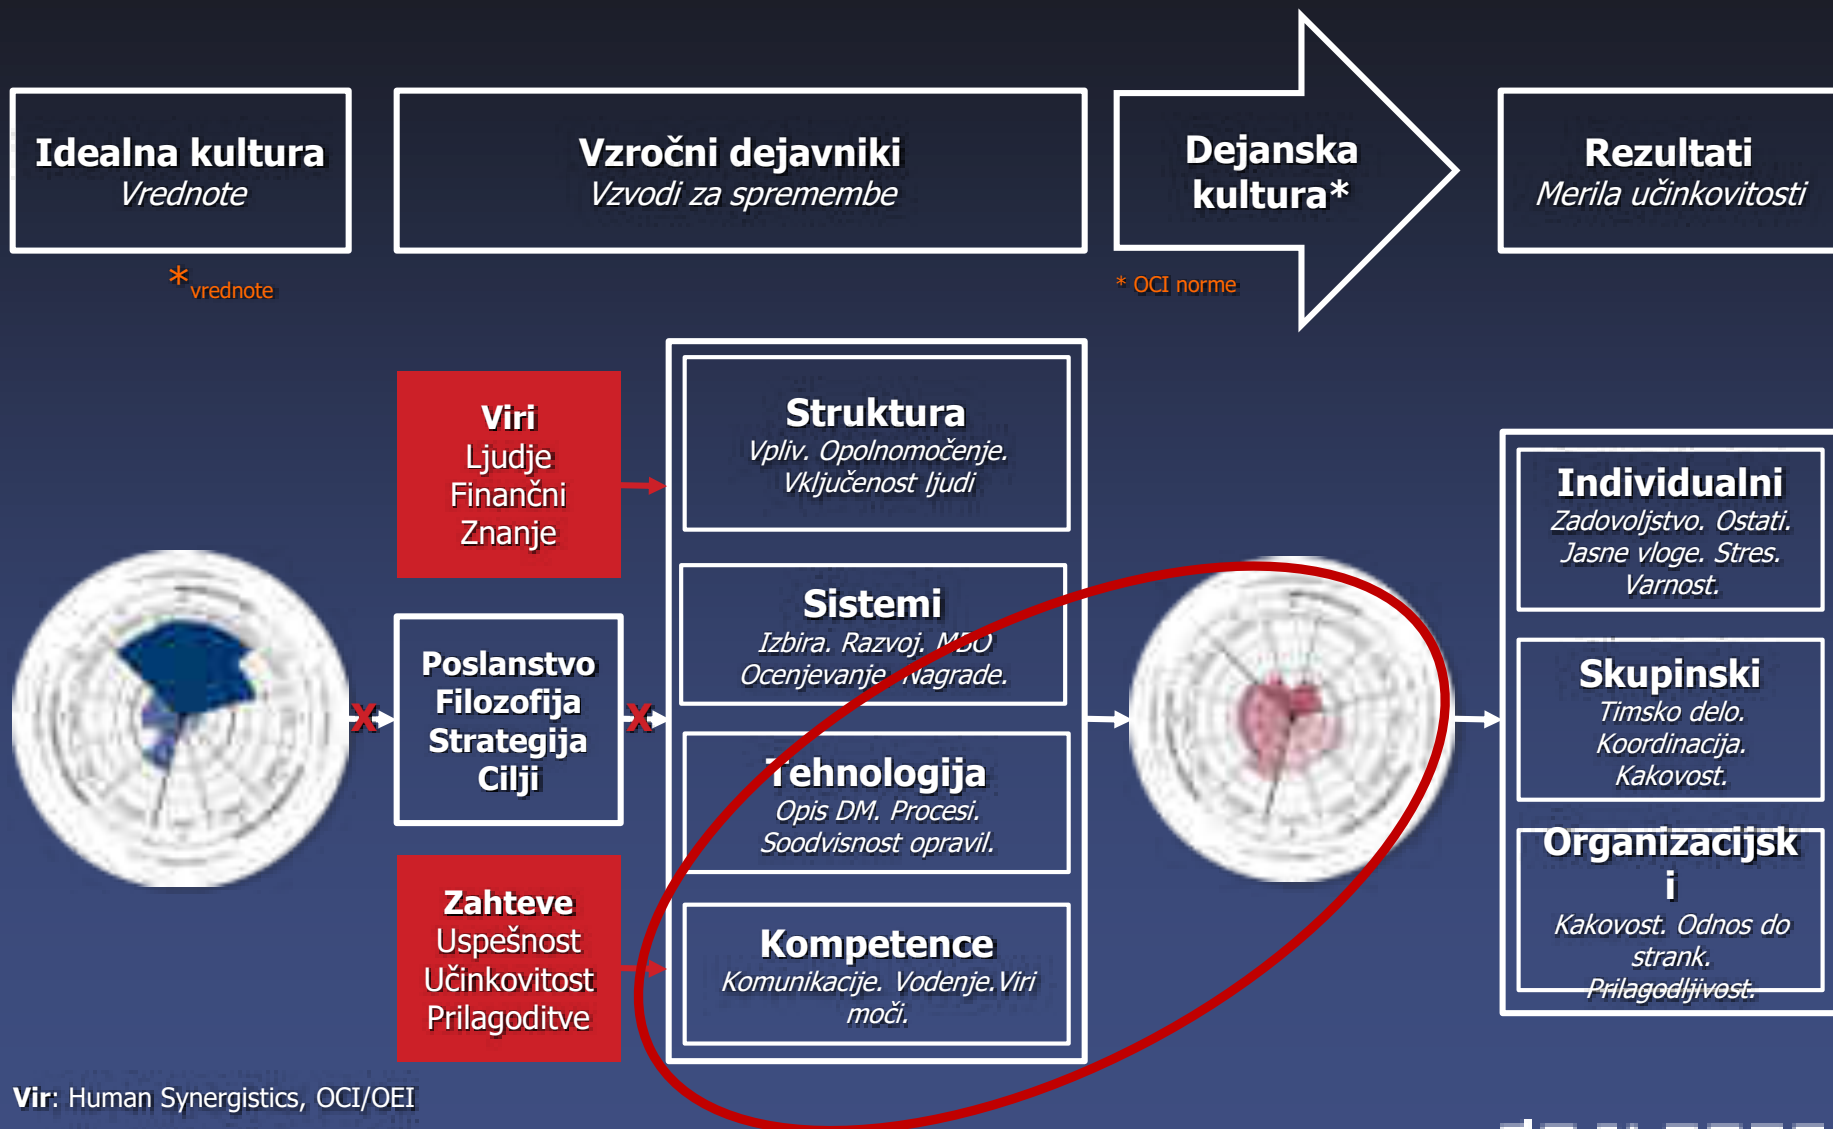 Idealna kultura
Vrednote
*vrednote
Vzročni dejavniki
Vzvodi za spremembe
Dejanska
kultura*
* OCI norme
Rezultati
Merila učinkovitosti
Viri
Ljudje
Finančni
Znanje
X
Poslanstvo
Filozofija
Strategija
Cilji
X
Zahteve
Uspešnost
Učinkovitost
Prilagoditve
Struktura
Vpliv. Opolnomočenje.
Vključenost ljudi
Sistemi
Izbira. Razvoj. MBO
Ocenjevanje. Nagrade.
Tehnologija
Opis DM. Procesi.
Soodvisnost opravil.
Kompetence
Komunikacije. Vodenje.Viri
moči.
Individualni
Zadovoljstvo. Ostati.
Jasne vloge. Stres.
Varnost.
Skupinski
Timsko delo.
Koordinacija.
Kakovost.
Organizacijsk
i
Kakovost. Odnos do
strank.
Prilagodljivost.
Vir: Human Synergistics, OCI/OEI